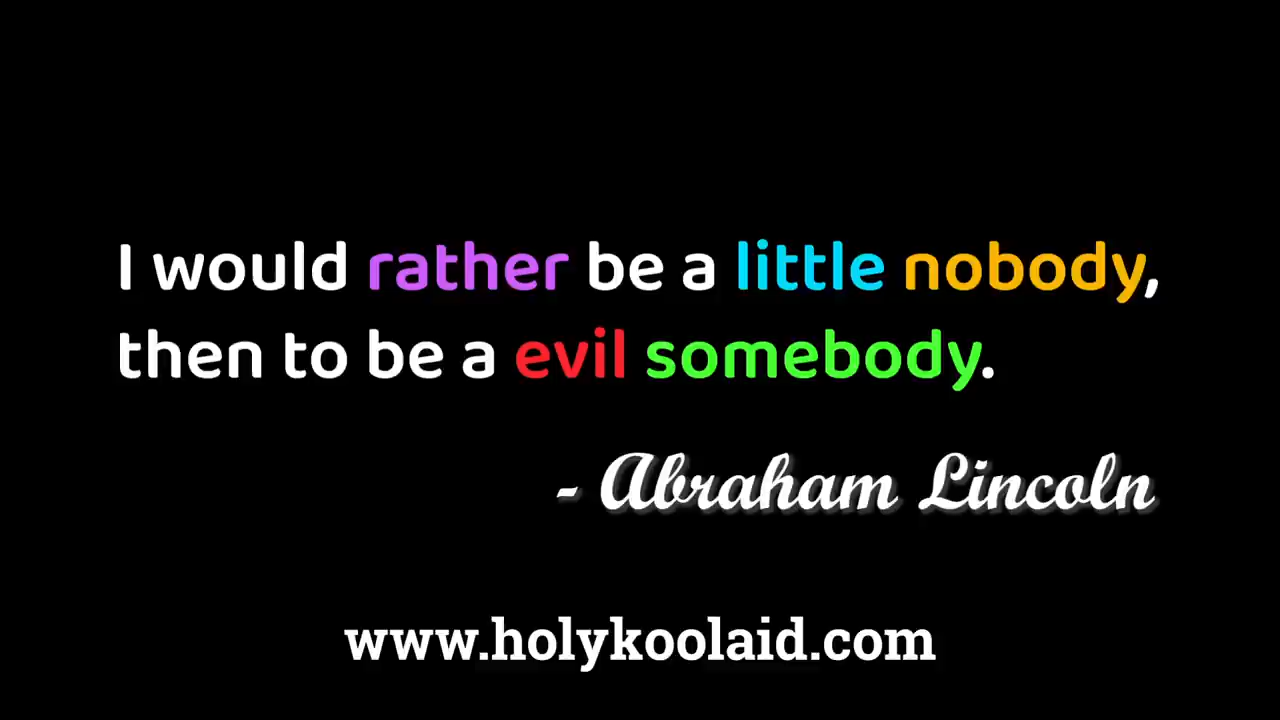 I would rather be a little nobody,
then to be a evil somebody.
- Abraham Lincoln
www.holykoolaid.com